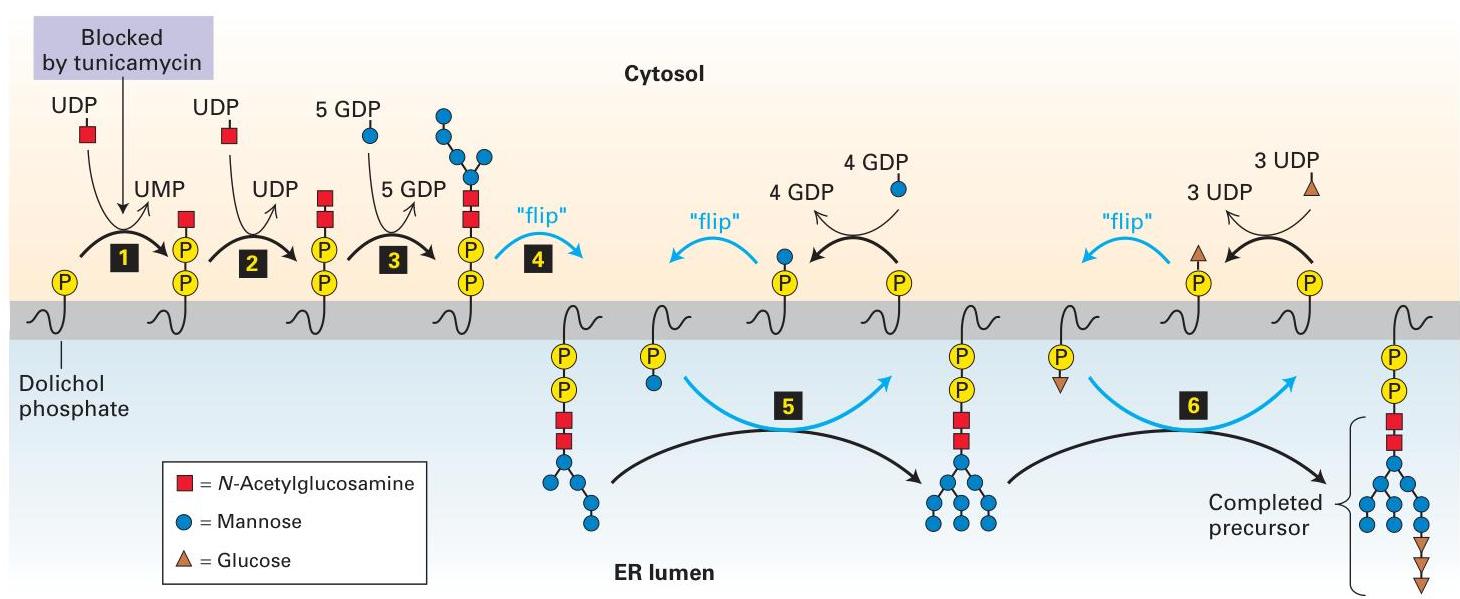 Blocked
by tunicamycin
Cytosol
UDP
UDP
5 GDP
UMP
UDP
5 GDP
"flip"
"flip"
4 GDP
4 GDP
"flip"
3 UDP
3 UDP
1
2
3
4
P
P
P
P
P
P
P
P
P
P
P
Dolichol
phosphate
P
P
P
P
P
P
P
P
5
6
Completed
precursor
= N-Acetylglucosamine
= Mannose
= Glucose
ER lumen